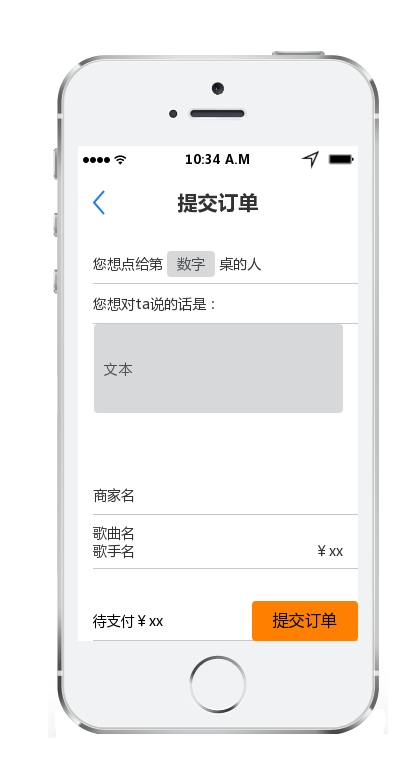 10:34 A.M
提交订单
您想点给第 数字 桌的人
您想对ta说的话是：
文本
商家名
歌曲名
歌手名 ¥ xx
待支付 ¥ xx 提交订单